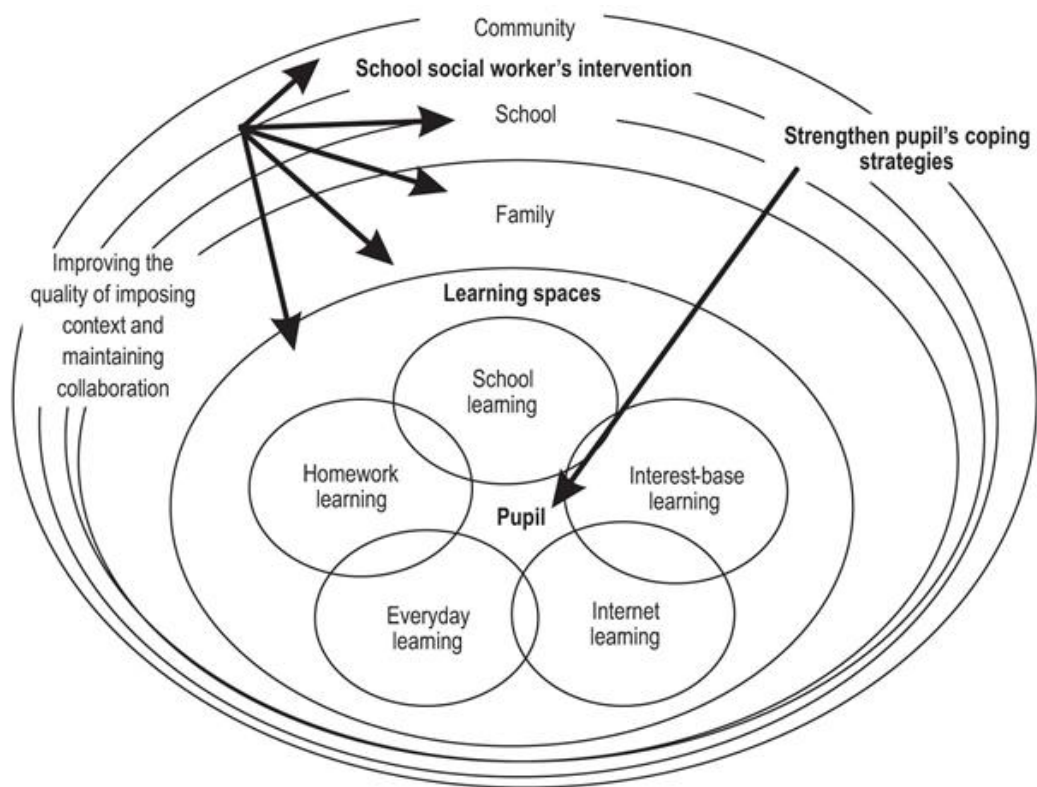 Community
School social worker's intervention
School
Strengthen pupil's coping
strategies
Family
Improving the
quality of imposing
context and
maintaining
collaboration
Learning spaces
School
learning
Homework
learning
Interest-base
learning
Pupil
Everyday
learning
Internet
learning